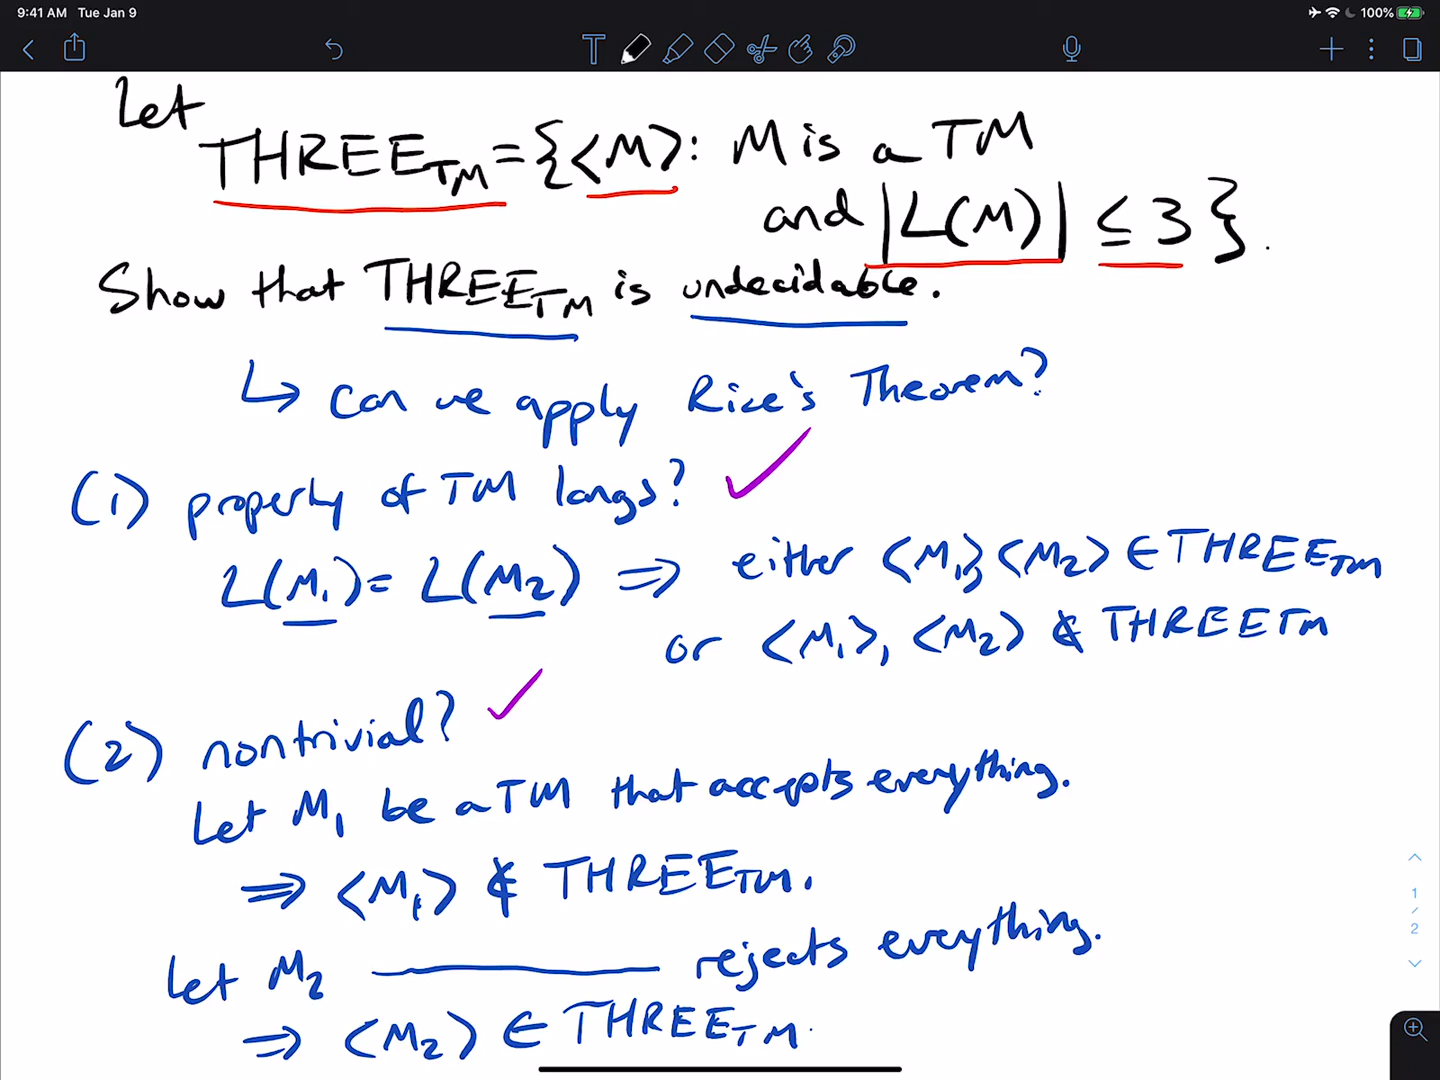 9:41 AM Tue Jan 9
100%
Let
THREE_TM = {<M>: M is a TM
and |L(M)| ≤ 3}.
Show that THREE_TM is undecidable.
↳ Can we apply Rice's Theorem?
(1) property of TM langs? ✓
L(M₁) = L(M₂) ⇒ either <M₁>, <M₂> ∈ THREE_TM
or <M₁>, <M₂> ∉ THREE_TM
(2) nontrivial? ✓
Let M₁ be a TM that accepts everything.
⇒ <M₁> ∉ THREE_TM.
Let M₂ ———— rejects everything.
⇒ <M₂> ∈ THREE_TM.
1
/
2